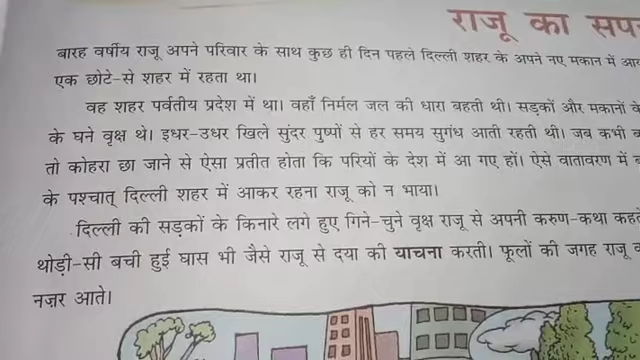 राजू का
बारह वर्षीय राजू अपने परिवार के साथ कुछ ही दिन पहले दिल्ली शहर के अपने नए मकान में
एक छोटे-से शहर में रहता था।
वह शहर पर्वतीय प्रदेश में था। वहाँ निर्मल जल की धारा बहती थी। सड़कों और मकानों
के घने वृक्ष थे। इधर-उधर खिले सुंदर पुष्पों से हर समय सुगंध आती रहती थी। जब कभी
तो कोहरा छा जाने से ऐसा प्रतीत होता कि परियों के देश में आ गए हों। ऐसे वातावरण में
के पश्चात् दिल्ली शहर में आकर रहना राजू को न भाया।
दिल्ली की सड़कों के किनारे लगे हुए गिने-चुने वृक्ष राजू से अपनी करुण-कथा
थोड़ी-सी बची हुई घास भी जैसे राजू से दया की याचना करती। फूलों की जगह राजू
नज़र आते।